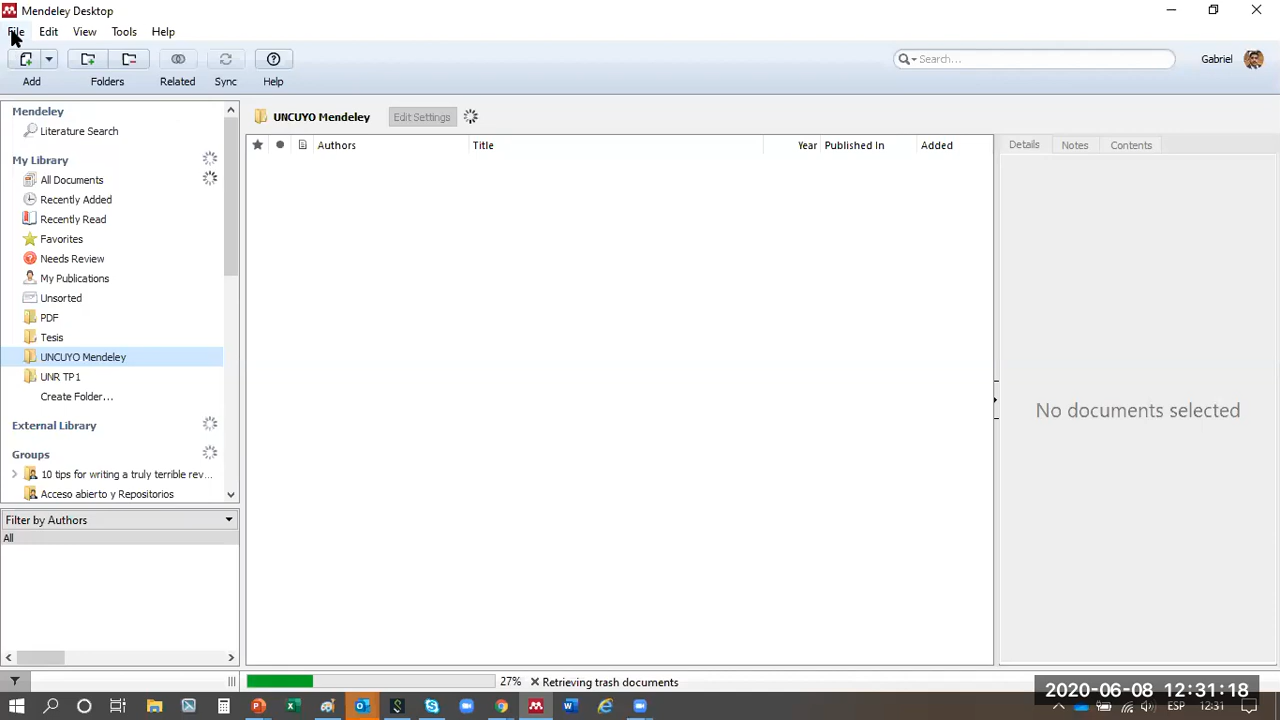 Mendeley Desktop
File Edit View Tools Help
Search...
Gabriel
Add Folders Related Sync Help
Mendeley
Literature Search
My Library
All Documents
Recently Added
Recently Read
Favorites
Needs Review
My Publications
Unsorted
PDF
Tesis
UNCUYO Mendeley
UNR TP1
Create Folder...
External Library
Groups
10 tips for writing a truly terrible rev...
Acceso abierto y Repositorios
Filter by Authors
All
UNCUYO Mendeley Edit Settings
Authors Title Year Published In Added
Details Notes Contents
No documents selected
27% Retrieving trash documents
2020-06-08 12:31:18
ESP 12:31